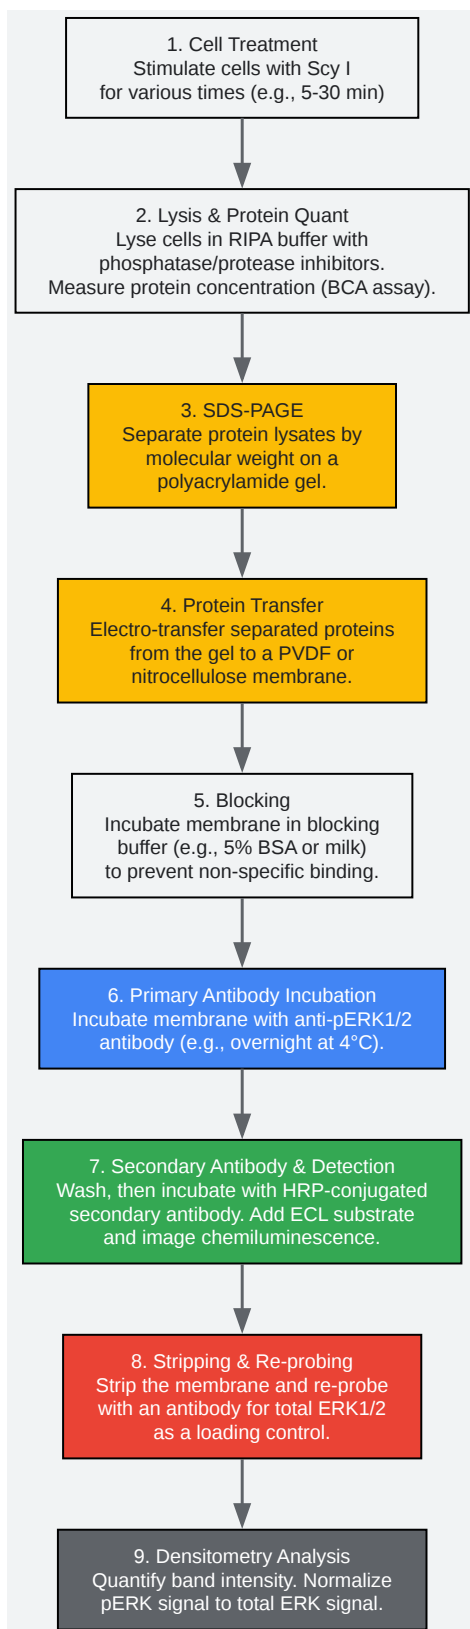 1. Cell Treatment
Stimulate cells with Scy I
for various times (e.g., 5-30 min)
2. Lysis & Protein Quant
Lyse cells in RIPA buffer with
phosphatase/protease inhibitors.
Measure protein concentration (BCA assay).
3. SDS-PAGE
Separate protein lysates by
molecular weight on a
polyacrylamide gel.
4. Protein Transfer
Electro-transfer separated proteins
from the gel to a PVDF or
nitrocellulose membrane.
5. Blocking
Incubate membrane in blocking
buffer (e.g., 5% BSA or milk)
to prevent non-specific binding.
6. Primary Antibody Incubation
Incubate membrane with anti-pERK1/2
antibody (e.g., overnight at 4°C).
7. Secondary Antibody & Detection
Wash, then incubate with HRP-conjugated
secondary antibody. Add ECL substrate
and image chemiluminescence.
8. Stripping & Re-probing
Strip the membrane and re-probe
with an antibody for total ERK1/2
as a loading control.
9. Densitometry Analysis
Quantify band intensity. Normalize
pERK signal to total ERK signal.